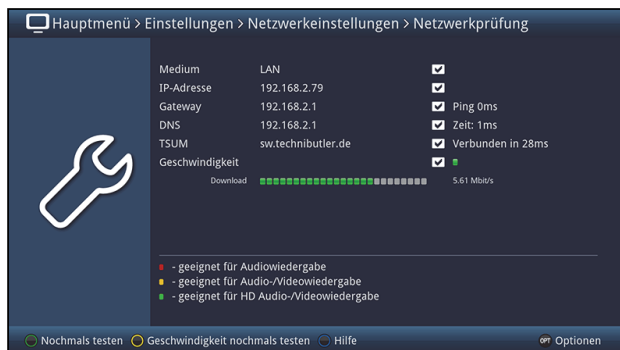 Hauptmenü > Einstellungen > Netzwerkeinstellungen > Netzwerkprüfung
Medium LAN
IP-Adresse 192.168.2.79
Gateway 192.168.2.1 Ping 0ms
DNS 192.168.2.1 Zeit: 1ms
TSUM sw.technibutler.de Verbunden in 28ms
Geschwindigkeit
Download 5.61 Mbit/s
- geeignet für Audiowiedergabe
- geeignet für Audio-/Videowiedergabe
- geeignet für HD Audio-/Videowiedergabe
Nochmals testen Geschwindigkeit nochmals testen Hilfe OPT Optionen